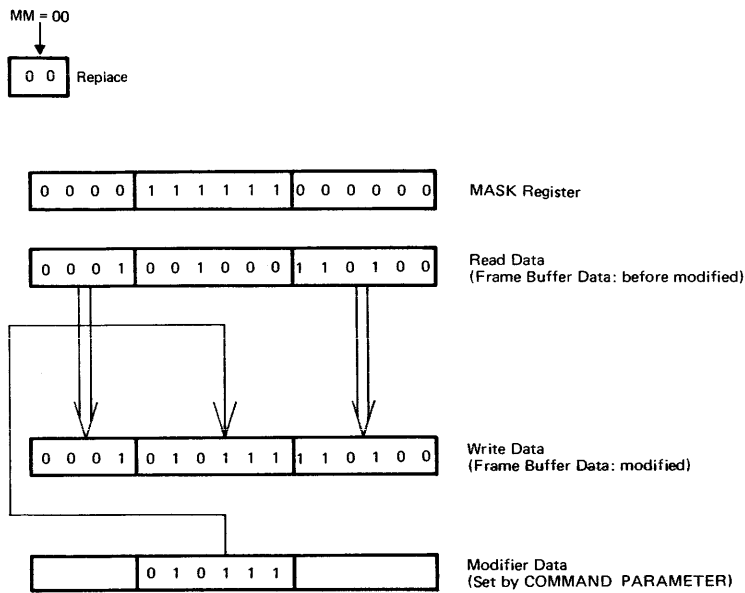 MM = 00
0 0 Replace
0 0 0 0 1 1 1 1 1 1 0 0 0 0 0 0 MASK Register
0 0 0 1 0 0 1 0 0 0 1 1 0 1 0 0 Read Data
(Frame Buffer Data: before modified)
0 0 0 1 0 1 0 1 1 1 1 1 0 1 0 0 Write Data
(Frame Buffer Data: modified)
0 1 0 1 1 1 Modifier Data
(Set by COMMAND PARAMETER)